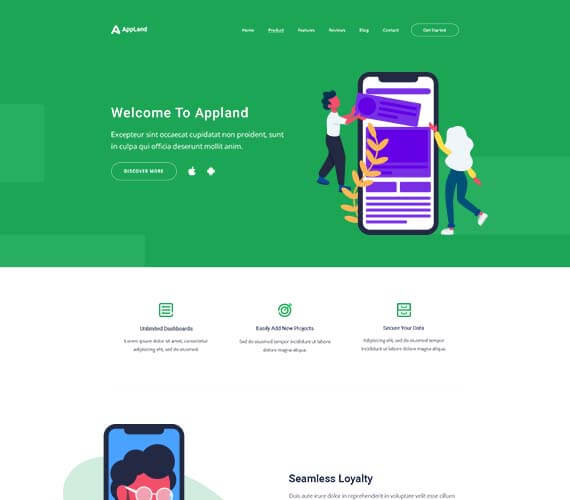 AppLand
Home Product Features Reviews Blog Contact Get Started
Welcome To Appland
Excepteur sint occaecat cupidatat non proident, sunt
in culpa qui officia deserunt mollit anim.
DISCOVER MORE
Unlimited Dashboards
Lorem ipsum dolor sit amet, consectetur
adipiscing elit, sed do eiusmod.
Easily Add New Projects
Sed do eiusmod tempor incididunt ut labore
dolore magna aliqua.
Secure Your Data
Adipiscing elit, sed do eiusmod tempor
incididunt ut labore dolore magna aliqua.
Seamless Loyalty
Duis aute irure dolor in reprehenderit in voluptate velit esse cillum